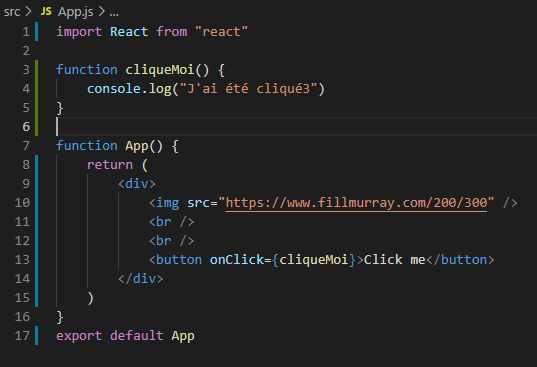 src > JS App.js > ...
1 import React from "react"
2
3 function cliqueMoi() {
4 console.log("J'ai été cliqué3")
5 }
6
7 function App() {
8 return (
9 <div>
10 <img src="https://www.fillmurray.com/200/300" />
11 <br />
12 <br />
13 <button onClick={cliqueMoi}>Click me</button>
14 </div>
15 )
16 }
17 export default App